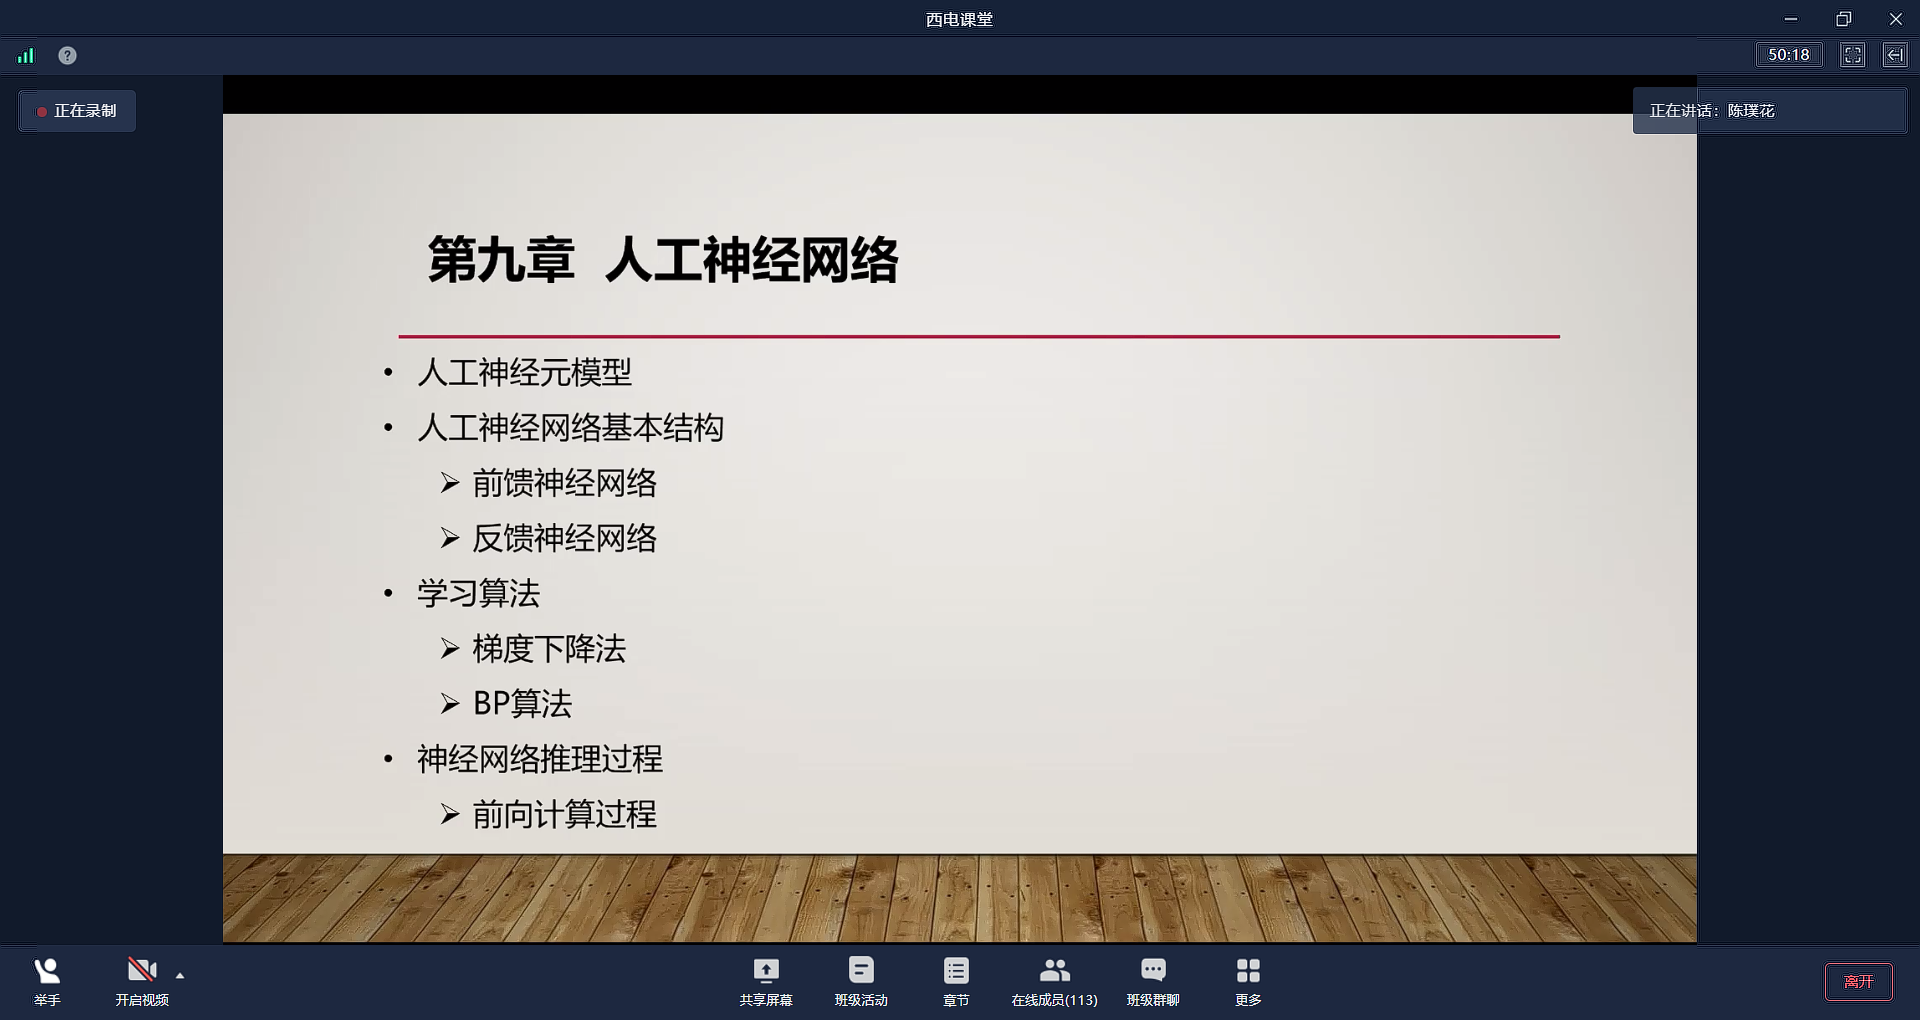 西电课堂
50:18
正在录制
正在讲话：陈璞花
第九章 人工神经网络
• 人工神经元模型
• 人工神经网络基本结构
➢ 前馈神经网络
➢ 反馈神经网络
• 学习算法
➢ 梯度下降法
➢ BP算法
• 神经网络推理过程
➢ 前向计算过程
举手
开启视频
共享屏幕
班级活动
章节
在线成员(113)
班级群聊
更多
离开